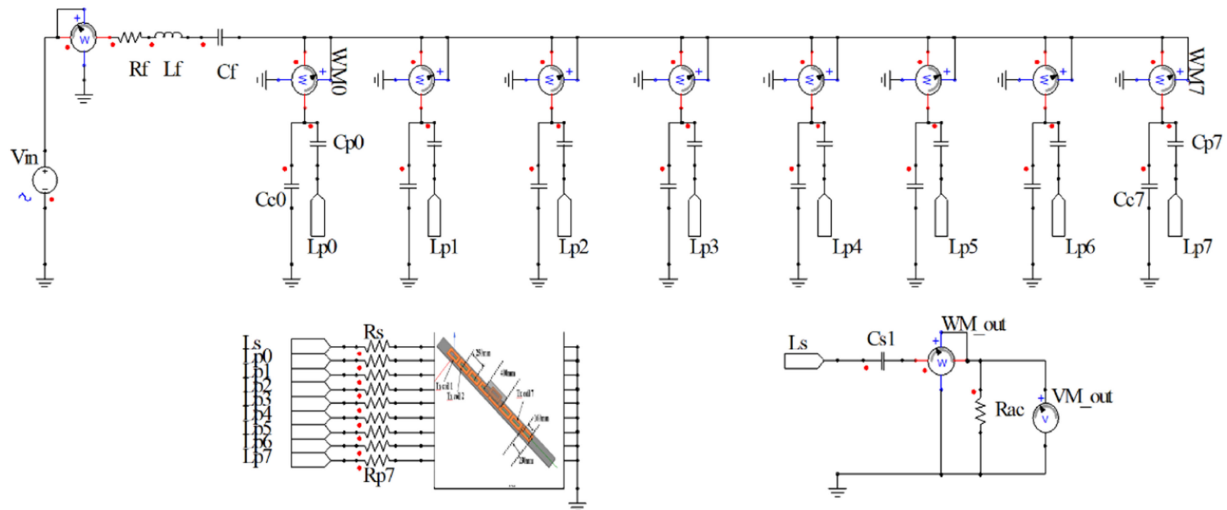 W
Rf Lf Cf
WM0
WM7
W W W W W W W W
Vin
Cp0
Cp7
Cc0
Cc7
Lp0 Lp1 Lp2 Lp3 Lp4 Lp5 Lp6 Lp7
Ls
Rs
Lp0
Lp1
Lp2
Lp3
Lp4
Lp5
Lp6
Lp7
Rp7
WM_out
Ls
Cs1
W
Rac
VM_out
V